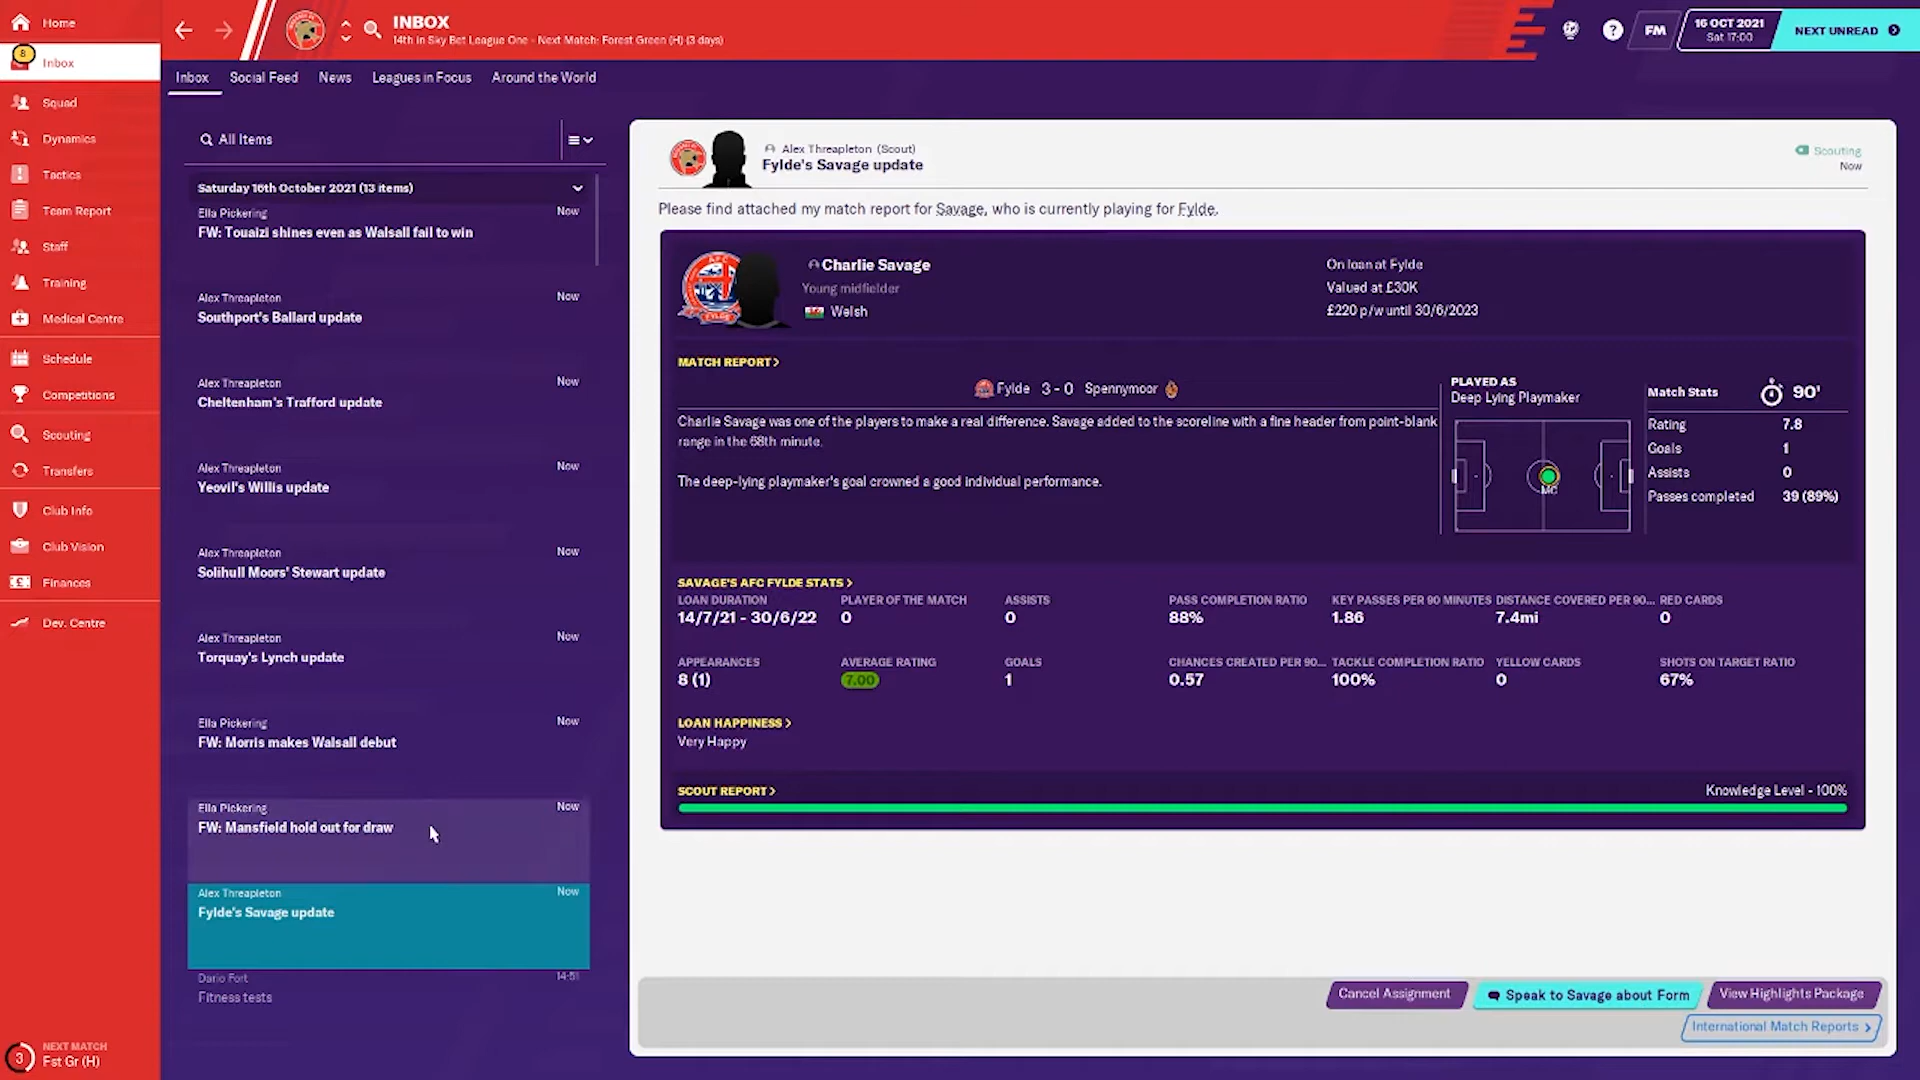 Home
8
Inbox
Squad
Dynamics
Tactics
Team Report
Staff
Training
Medical Centre
Schedule
Competitions
Scouting
Transfers
Club Info
Club Vision
Finances
Dev. Centre
3
NEXT MATCH
Fst Gr (H)
INBOX
14th in Sky Bet League One - Next Match: Forest Green (H) (3 days)
?
FM
16 OCT 2021
Sat 17:00
NEXT UNREAD
Inbox Social Feed News Leagues in Focus Around the World
All Items
Saturday 16th October 2021 (13 items)
Ella Pickering Now
FW: Touaizi shines even as Walsall fail to win
Alex Threapleton Now
Southport's Ballard update
Alex Threapleton Now
Cheltenham's Trafford update
Alex Threapleton Now
Yeovil's Willis update
Alex Threapleton Now
Solihull Moors' Stewart update
Alex Threapleton Now
Torquay's Lynch update
Ella Pickering Now
FW: Morris makes Walsall debut
Ella Pickering Now
FW: Mansfield hold out for draw
Alex Threapleton Now
Fylde's Savage update
Dario Fort 14:51
Fitness tests
Alex Threapleton (Scout)
Fylde's Savage update
Scouting
Now
Please find attached my match report for Savage, who is currently playing for Fylde.
AFC
FYLDE
Charlie Savage
Young midfielder
Welsh
On loan at Fylde
Valued at £30K
£220 p/w until 30/6/2023
MATCH REPORT >
Fylde 3 - 0 Spennymoor
Charlie Savage was one of the players to make a real difference. Savage added to the scoreline with a fine header from point-blank
range in the 68th minute.
The deep-lying playmaker's goal crowned a good individual performance.
PLAYED AS
Deep Lying Playmaker
MC
Match Stats 90'
Rating 7.8
Goals 1
Assists 0
Passes completed 39 (89%)
SAVAGE'S AFC FYLDE STATS >
LOAN DURATION PLAYER OF THE MATCH ASSISTS PASS COMPLETION RATIO KEY PASSES PER 90 MINUTES DISTANCE COVERED PER 90... RED CARDS
14/7/21 - 30/6/22 0 0 88% 1.86 7.4mi 0
APPEARANCES AVERAGE RATING GOALS CHANCES CREATED PER 90... TACKLE COMPLETION RATIO YELLOW CARDS SHOTS ON TARGET RATIO
8 (1) 7.00 1 0.57 100% 0 67%
LOAN HAPPINESS >
Very Happy
SCOUT REPORT > Knowledge Level - 100%
Cancel Assignment Speak to Savage about Form View Highlights Package
International Match Reports >